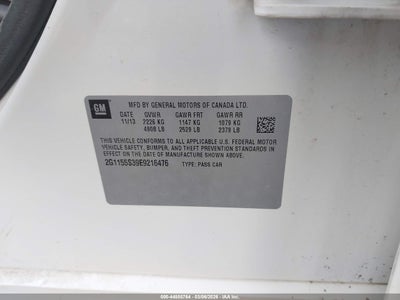 GM
MFD BY GENERAL MOTORS OF CANADA LTD.
DATE GVWR GAWR FRT GAWR RR
11/13 2226 KG 1147 KG 1079 KG
4908 LB 2529 LB 2379 LB
THIS VEHICLE CONFORMS TO ALL APPLICABLE U.S. FEDERAL MOTOR
VEHICLE SAFETY, BUMPER, AND THEFT PREVENTION STANDARDS IN
EFFECT ON THE DATE OF MANUFACTURE SHOWN ABOVE.
2G1155S39E9216476 TYPE: PASS CAR